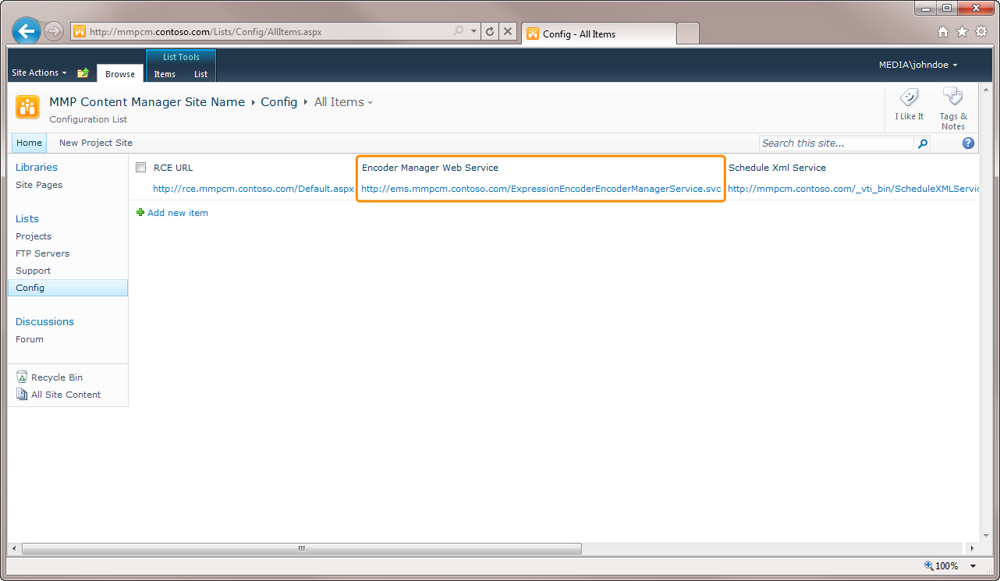 http://mmpcm.contoso.com/Lists/Config/AllItems.aspx
Config - All Items
Site Actions
Browse
List Tools
Items
List
MEDIA\johndoe
MMP Content Manager Site Name
Config
All Items
Configuration List
I Like It
Tags &
Notes
Home
New Project Site
Search this site...
Libraries
Site Pages
Lists
Projects
FTP Servers
Support
Config
Discussions
Forum
Recycle Bin
All Site Content
RCE URL
Encoder Manager Web Service
Schedule Xml Service
http://rce.mmpcm.contoso.com/Default.aspx
http://ems.mmpcm.contoso.com/ExpressionEncoderEncoderManagerService.svc
http://mmpcm.contoso.com/_vti_bin/ScheduleXMLServic
Add new item
100%